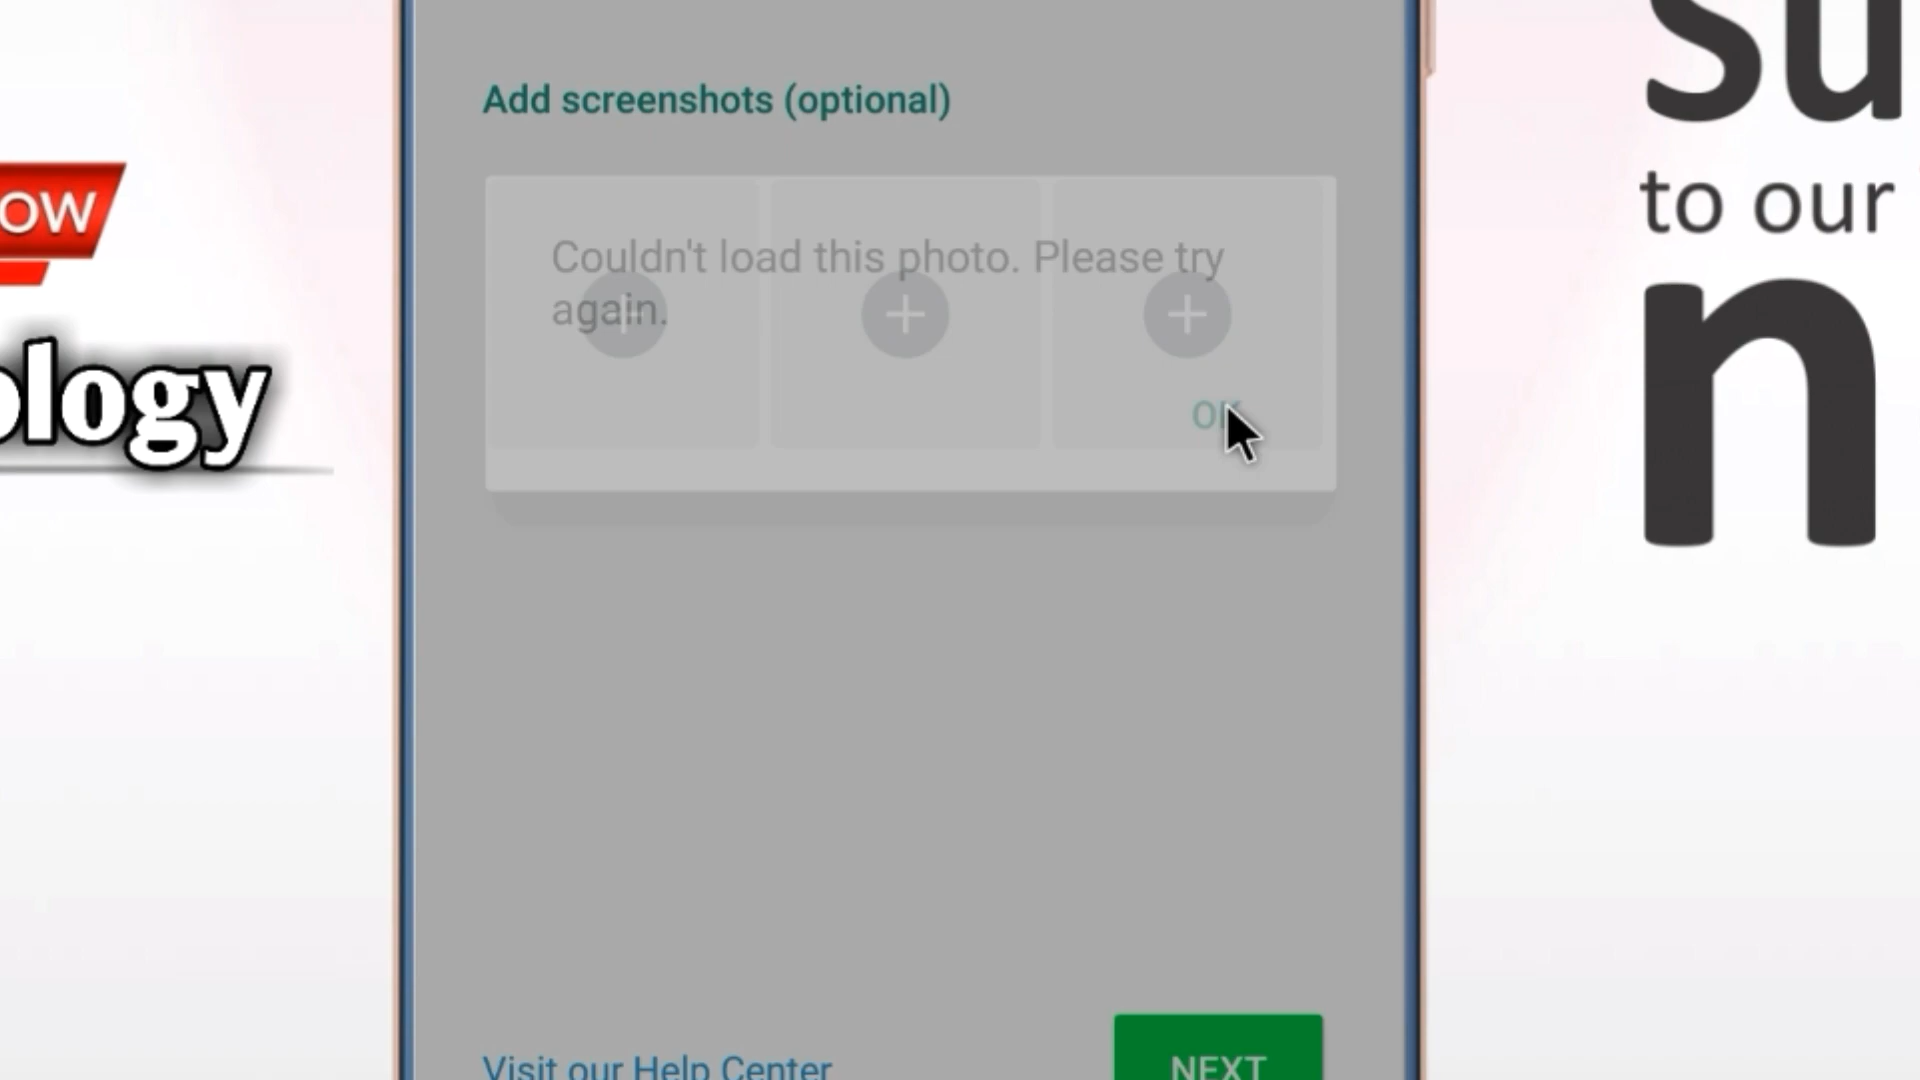 Add screenshots (optional)
Couldn't load this photo. Please try
again.
OK
Visit our Help Center
NEXT
OW
ology
su
to our
n